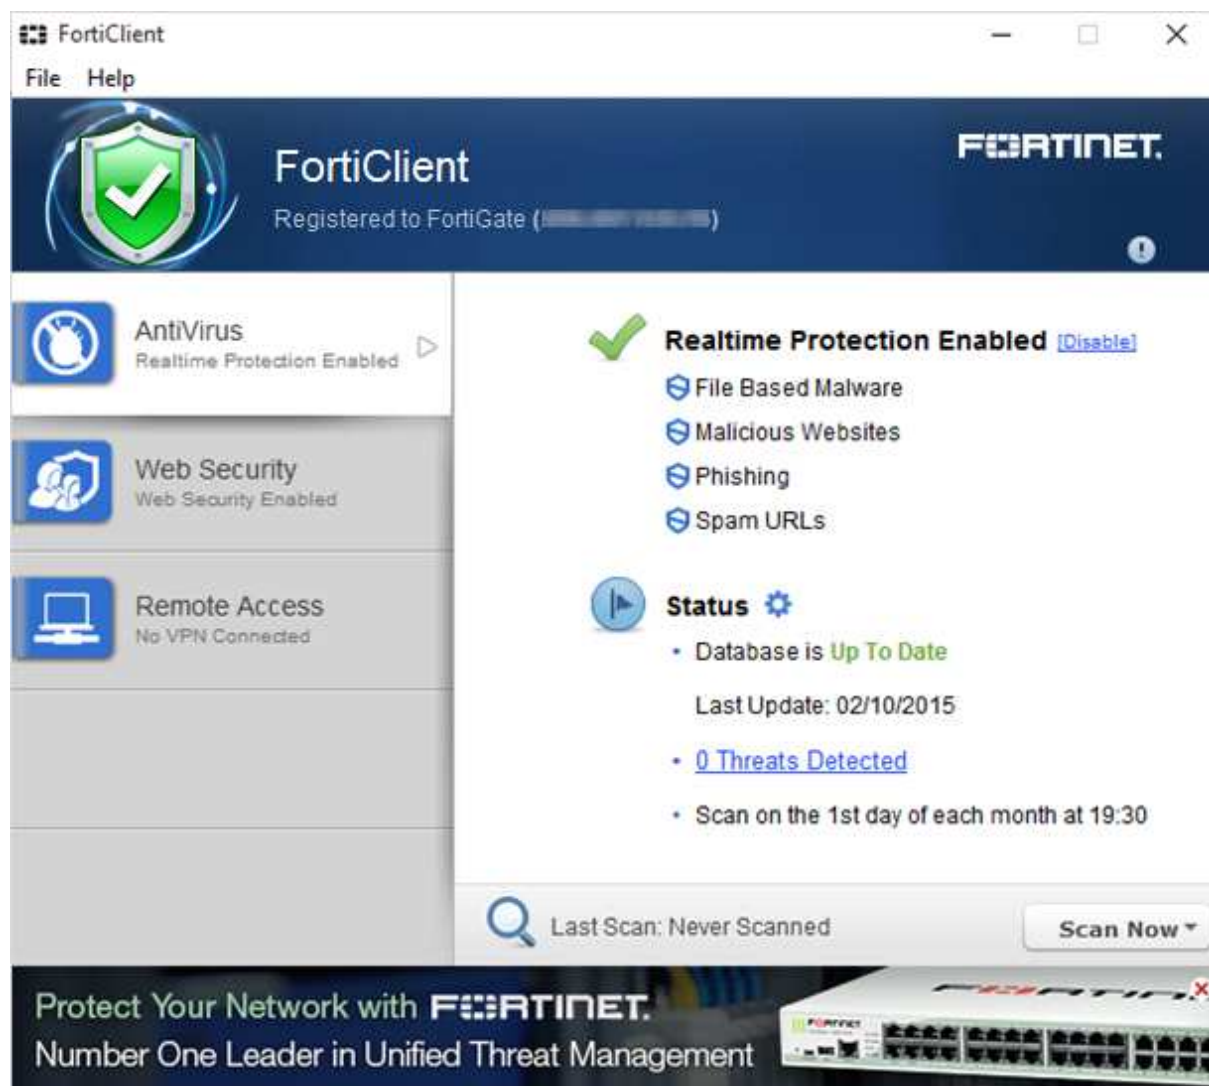 FortiClient
File Help
FortiClient
FORTINET.
Registered to FortiGate ( )
AntiVirus
Realtime Protection Enabled
Web Security
Web Security Enabled
Remote Access
No VPN Connected
Realtime Protection Enabled [Disable]
File Based Malware
Malicious Websites
Phishing
Spam URLs
Status
• Database is Up To Date
Last Update: 02/10/2015
• 0 Threats Detected
• Scan on the 1st day of each month at 19:30
Last Scan: Never Scanned
Scan Now
Protect Your Network with FORTINET.
Number One Leader in Unified Threat Management
FORTINET